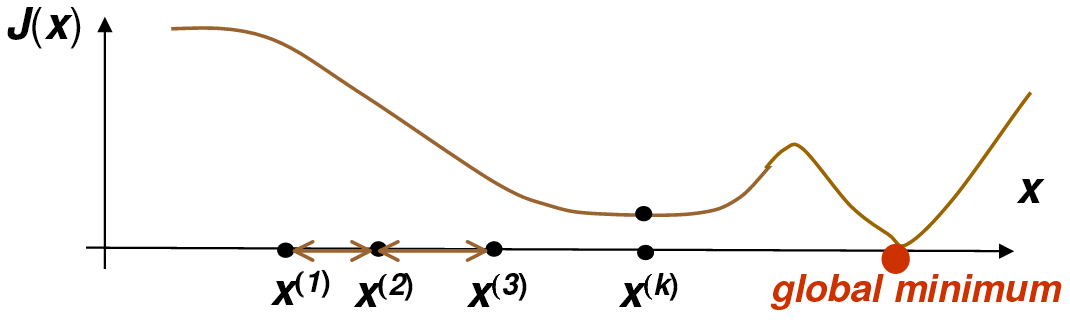 J(x)
x
x(1) x(2) x(3) x(k)
global minimum